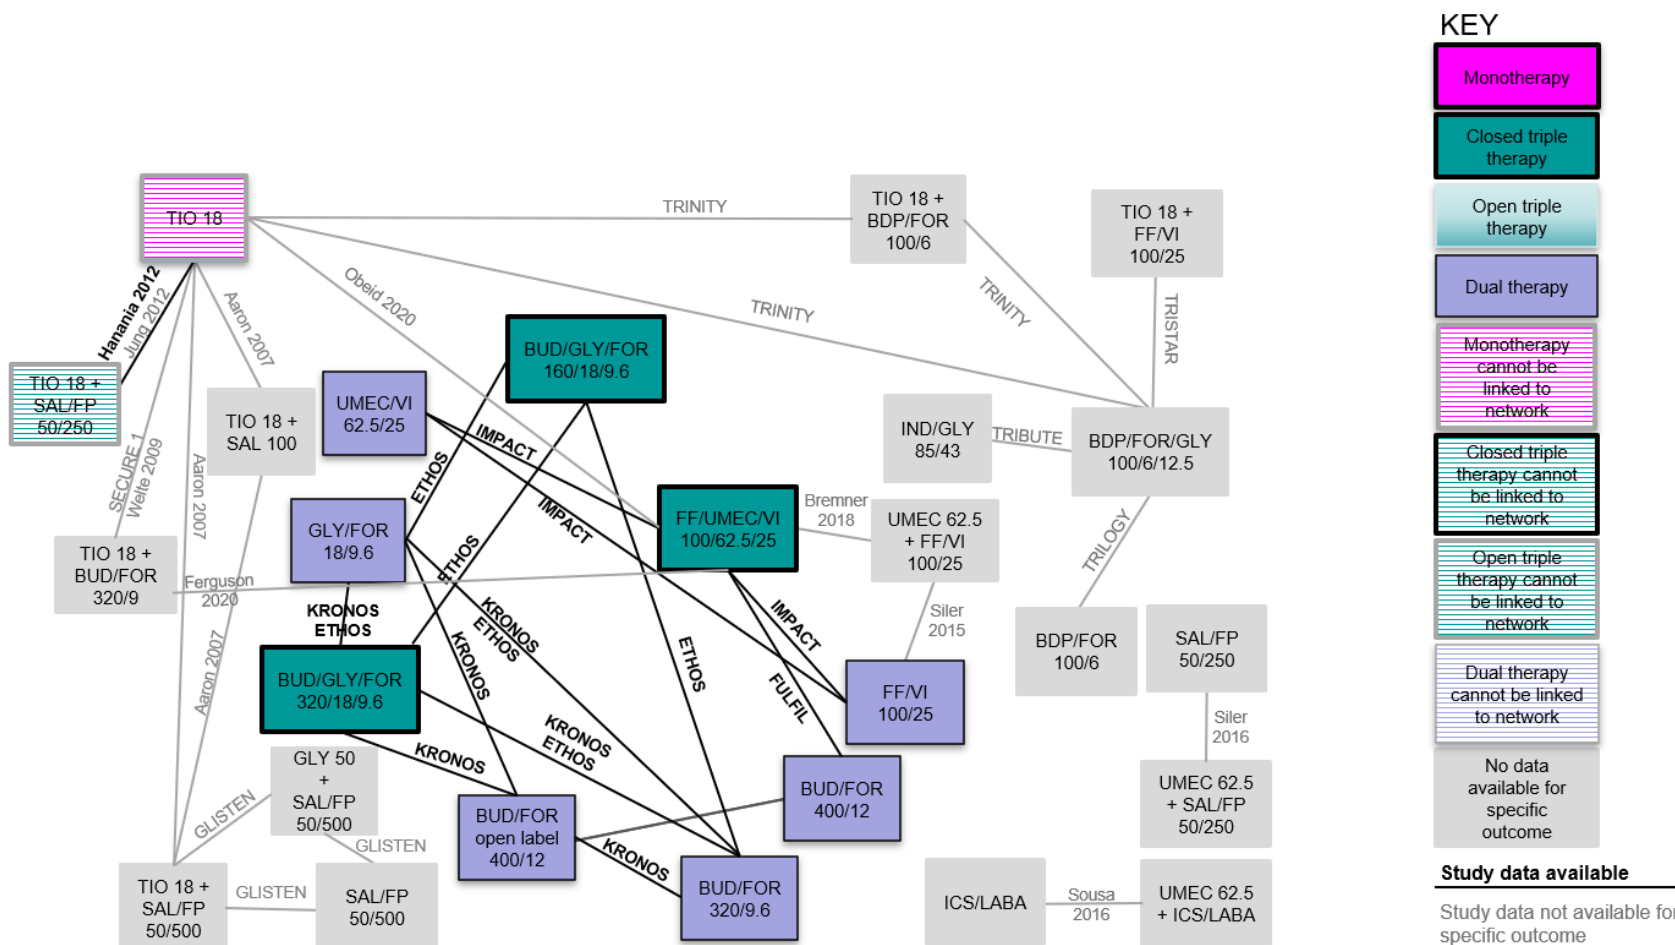 KEY
Monotherapy
Closed triple
therapy
Open triple
therapy
Dual therapy
Monotherapy
cannot be
linked to
network
Closed triple
therapy cannot
be linked to
network
Open triple
therapy cannot
be linked to
network
Dual therapy
cannot be linked
to network
No data
available for
specific
outcome
Study data available
Study data not available for
specific outcome
TIO 18
TRINITY
TIO 18 +
BDP/FOR
100/6
TIO 18 +
FF/VI
100/25
Hanania 2012
Jung 2012
Aaron 2007
Obeid 2020
TRINITY
TRINITY
TRISTAR
BUD/GLY/FOR
160/18/9.6
TIO 18 +
SAL/FP
50/250
UMEC/VI
62.5/25
TIO 18 +
SAL 100
IMPACT
IND/GLY
85/43
TRIBUTE
BDP/FOR/GLY
100/6/12.5
SECURE 1
Welte 2009
Aaron 2007
ETHOS
ETHOS
IMPACT
GLY/FOR
18/9.6
FF/UMEC/VI
100/62.5/25
Bremner
2018
UMEC 62.5
+ FF/VI
100/25
TRILOGY
TIO 18 +
BUD/FOR
320/9
Ferguson
2020
KRONOS
ETHOS
KRONOS
ETHOS
KRONOS
ETHOS
IMPACT
FULFIL
Siler
2015
Aaron 2007
BUD/GLY/FOR
320/18/9.6
FF/VI
100/25
BDP/FOR
100/6
SAL/FP
50/250
Siler
2016
KRONOS
KRONOS
ETHOS
GLY 50
+
SAL/FP
50/500
GLISTEN
GLISTEN
BUD/FOR
open label
400/12
BUD/FOR
400/12
KRONOS
BUD/FOR
320/9.6
UMEC 62.5
+ SAL/FP
50/250
TIO 18 +
SAL/FP
50/500
GLISTEN
SAL/FP
50/500
ICS/LABA
Sousa
2016
UMEC 62.5
+ ICS/LABA